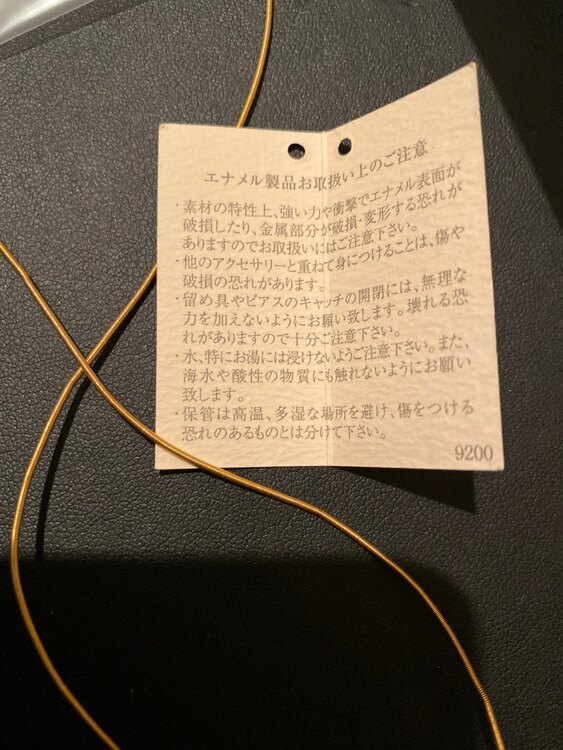 エナメル製品お取扱い上のご注意
・素材の特性上、強い力や衝撃でエナメル表面が
破損したり、金属部分が破損・変形する恐れが
ありますのでお取扱いにはご注意下さい。
・他のアクセサリーと重ねて身につけることは、傷や
破損の恐れがあります。
・留め具やピアスのキャッチの開閉には、無理な
力を加えないようにお願い致します。壊れる恐
れがありますので十分ご注意下さい。
・水、特にお湯には浸けないようご注意下さい。また、
海水や酸性の物質にも触れないようにお願い
致します。
・保管は高温、多湿な場所を避け、傷をつける
恐れのあるものとは分けて下さい。
9200